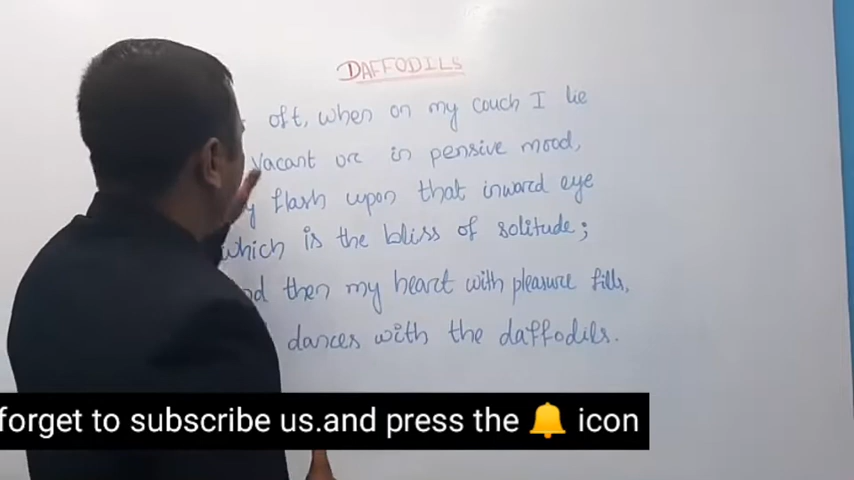 DAFFODILS
oft, when on my couch I lie
vacant or in pensive mood,
flash upon that inward eye
which is the bliss of solitude;
then my heart with pleasure fills,
dances with the daffodils.
forget to subscribe us.and press the 🔔 icon